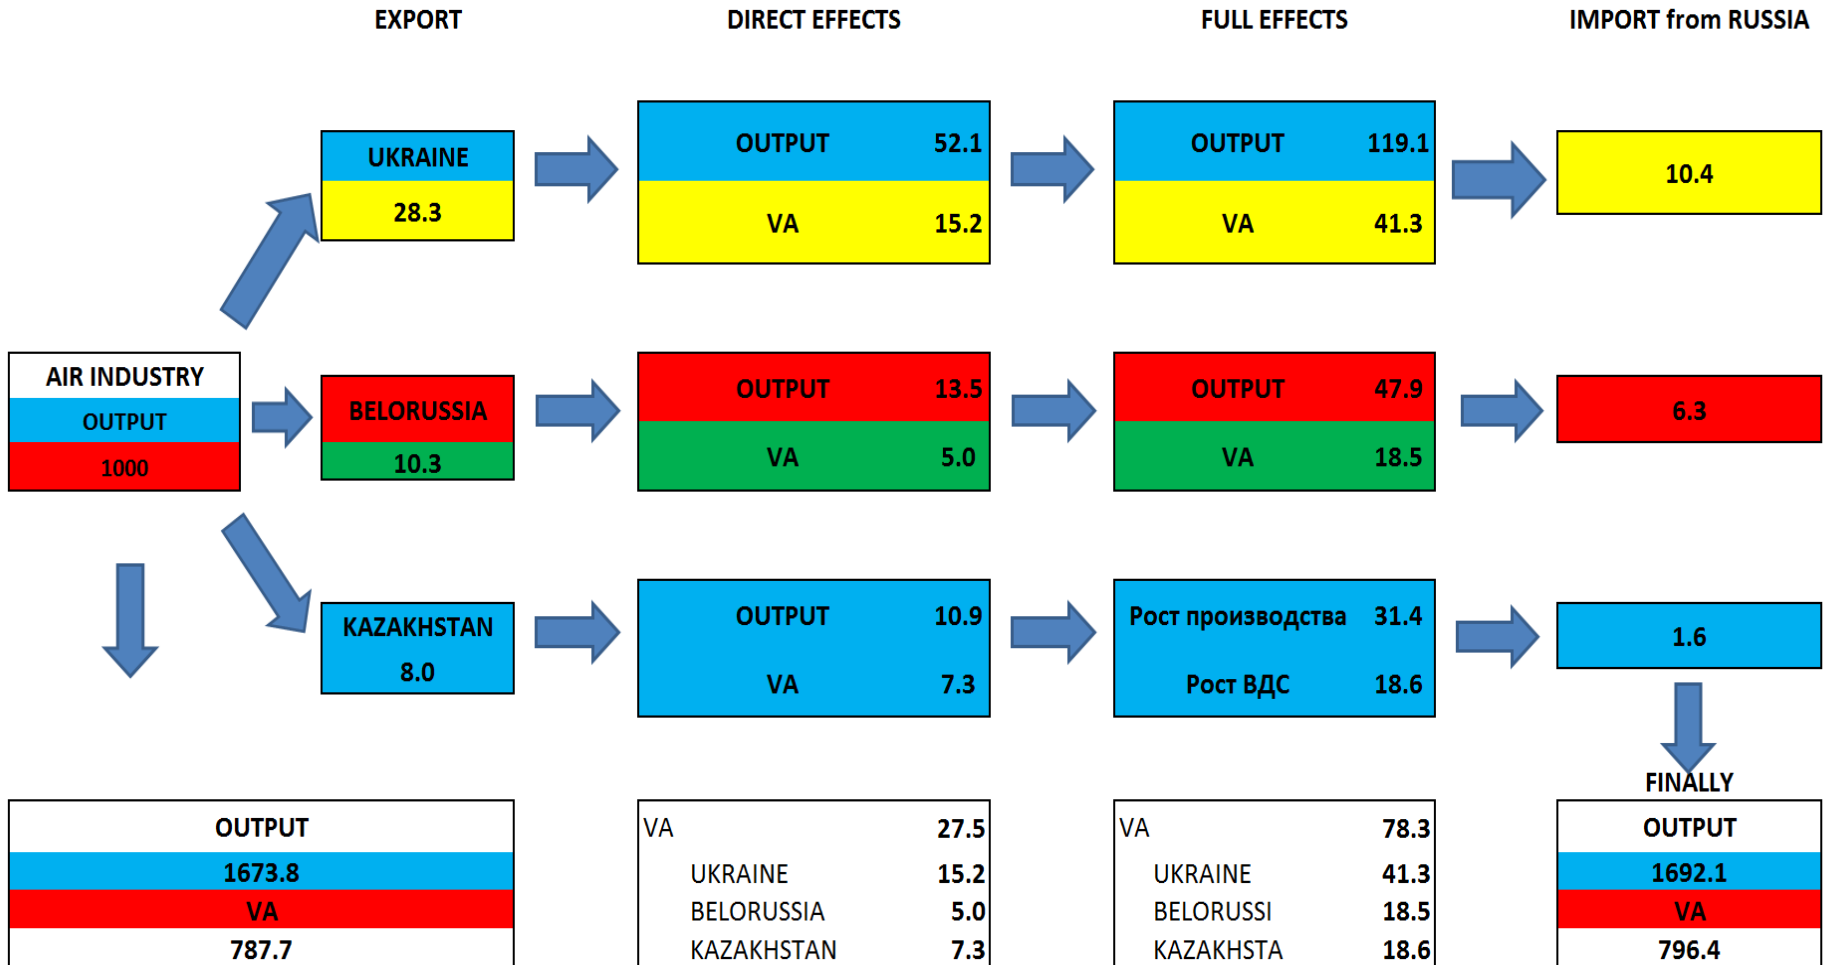 EXPORT DIRECT EFFECTS FULL EFFECTS IMPORT from RUSSIA
UKRAINE
28.3
OUTPUT 52.1
VA 15.2
OUTPUT 119.1
VA 41.3
10.4
AIR INDUSTRY
OUTPUT
1000
BELORUSSIA
10.3
OUTPUT 13.5
VA 5.0
OUTPUT 47.9
VA 18.5
6.3
KAZAKHSTAN
8.0
OUTPUT 10.9
VA 7.3
Рост производства 31.4
Рост ВДС 18.6
1.6
OUTPUT
1673.8
VA
787.7
VA 27.5
UKRAINE 15.2
BELORUSSIA 5.0
KAZAKHSTAN 7.3
VA 78.3
UKRAINE 41.3
BELORUSSI 18.5
KAZAKHSTA 18.6
FINALLY
OUTPUT
1692.1
VA
796.4